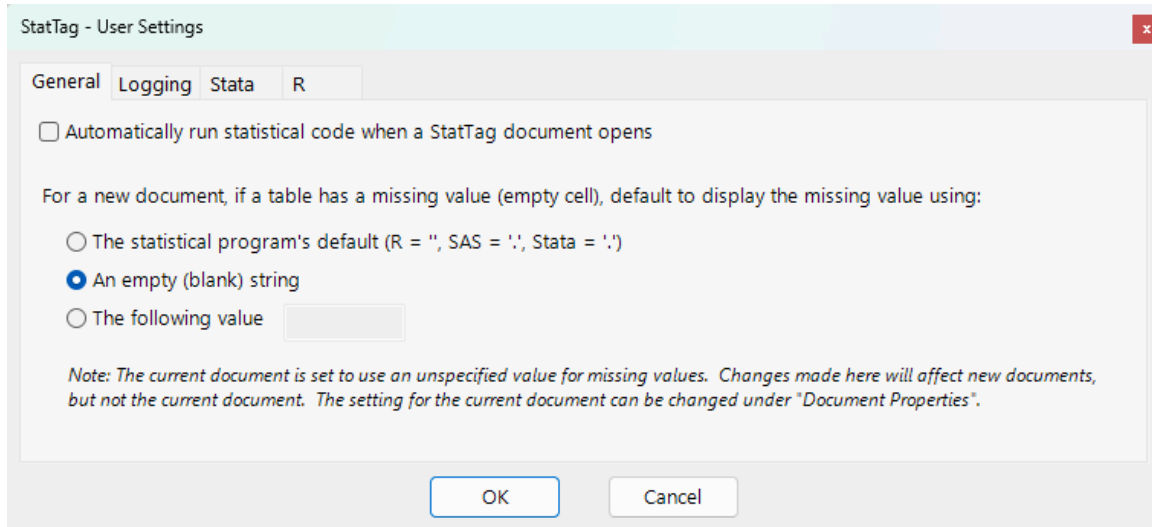 StatTag - User Settings
x
General Logging Stata R
Automatically run statistical code when a StatTag document opens
For a new document, if a table has a missing value (empty cell), default to display the missing value using:
The statistical program's default (R = '', SAS = '.', Stata = '.')
An empty (blank) string
The following value
Note: The current document is set to use an unspecified value for missing values. Changes made here will affect new documents,
but not the current document. The setting for the current document can be changed under "Document Properties".
OK Cancel